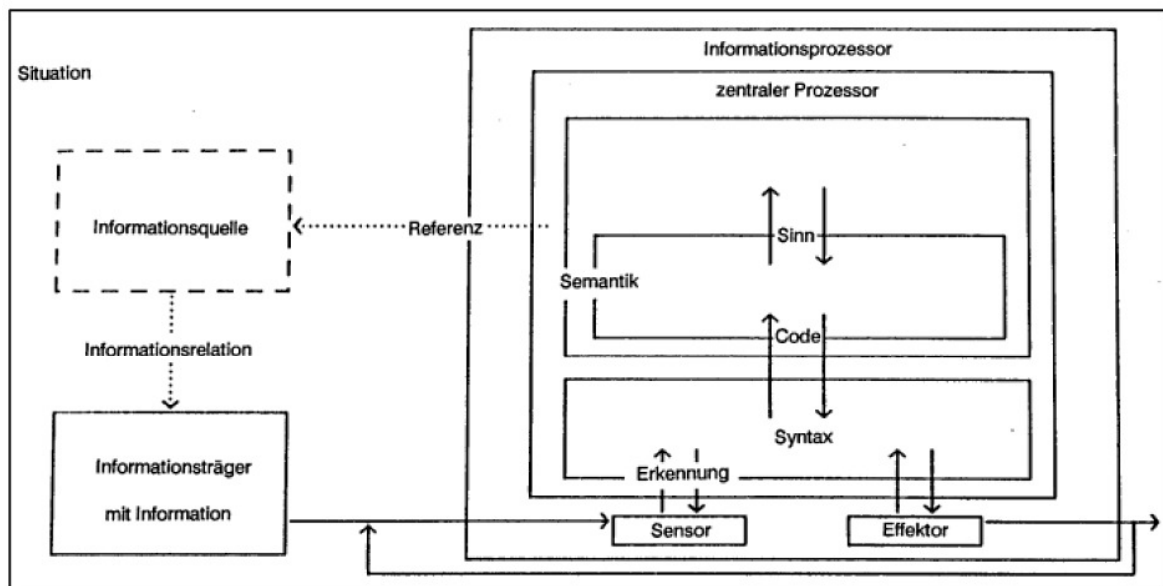 Informationsprozessor
Situation
zentraler Prozessor
Informationsquelle
Referenz
Sinn
Semantik
Code
Informationsrelation
Syntax
Informationsträger
mit Information
Erkennung
Sensor
Effektor